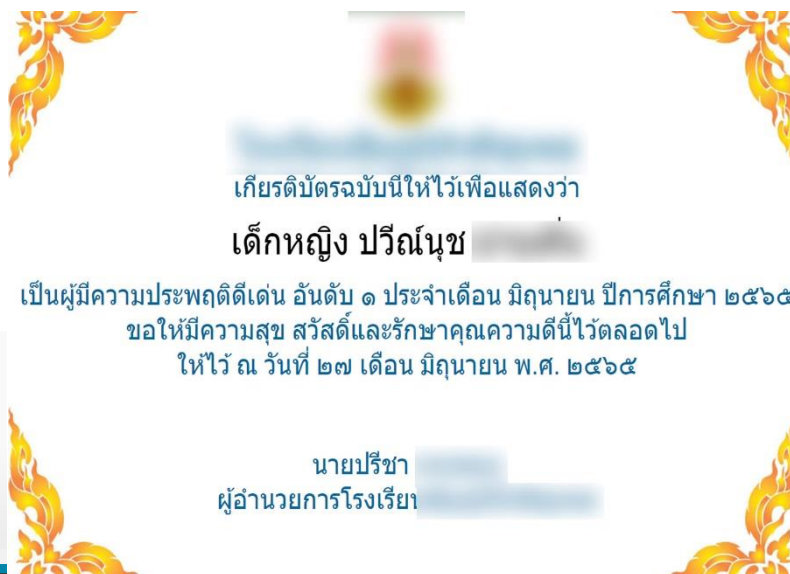 เกียรติบัตรฉบับนี้ให้ไว้เพื่อแสดงว่า
เด็กหญิง ปวีณ์นุช
เป็นผู้มีความประพฤติดีเด่น อันดับ ๑ ประจำเดือน มิถุนายน ปีการศึกษา ๒๕๖๕
ขอให้มีความสุข สวัสดิ์และรักษาคุณความดีนี้ไว้ตลอดไป
ให้ไว้ ณ วันที่ ๒๗ เดือน มิถุนายน พ.ศ. ๒๕๖๕
นายปรีชา
ผู้อำนวยการโรงเรียน